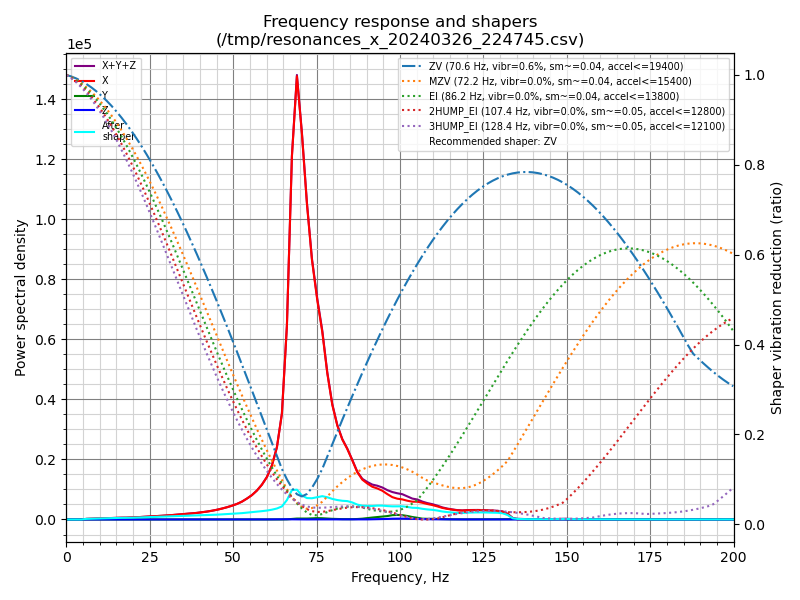 Frequency response and shapers
(/tmp/resonances_x_20240326_224745.csv)
1e5
X+Y+Z
X
Y
Z
After
shaper
ZV (70.6 Hz, vibr=0.6%, sm~=0.04, accel<=19400)
MZV (72.2 Hz, vibr=0.0%, sm~=0.04, accel<=15400)
EI (86.2 Hz, vibr=0.0%, sm~=0.04, accel<=13800)
2HUMP_EI (107.4 Hz, vibr=0.0%, sm~=0.05, accel<=12800)
3HUMP_EI (128.4 Hz, vibr=0.0%, sm~=0.05, accel<=12100)
Recommended shaper: ZV
Power spectral density
1.4
1.2
1.0
0.8
0.6
0.4
0.2
0.0
1.0
0.8
0.6
0.4
0.2
0.0
Shaper vibration reduction (ratio)
0 25 50 75 100 125 150 175 200
Frequency, Hz